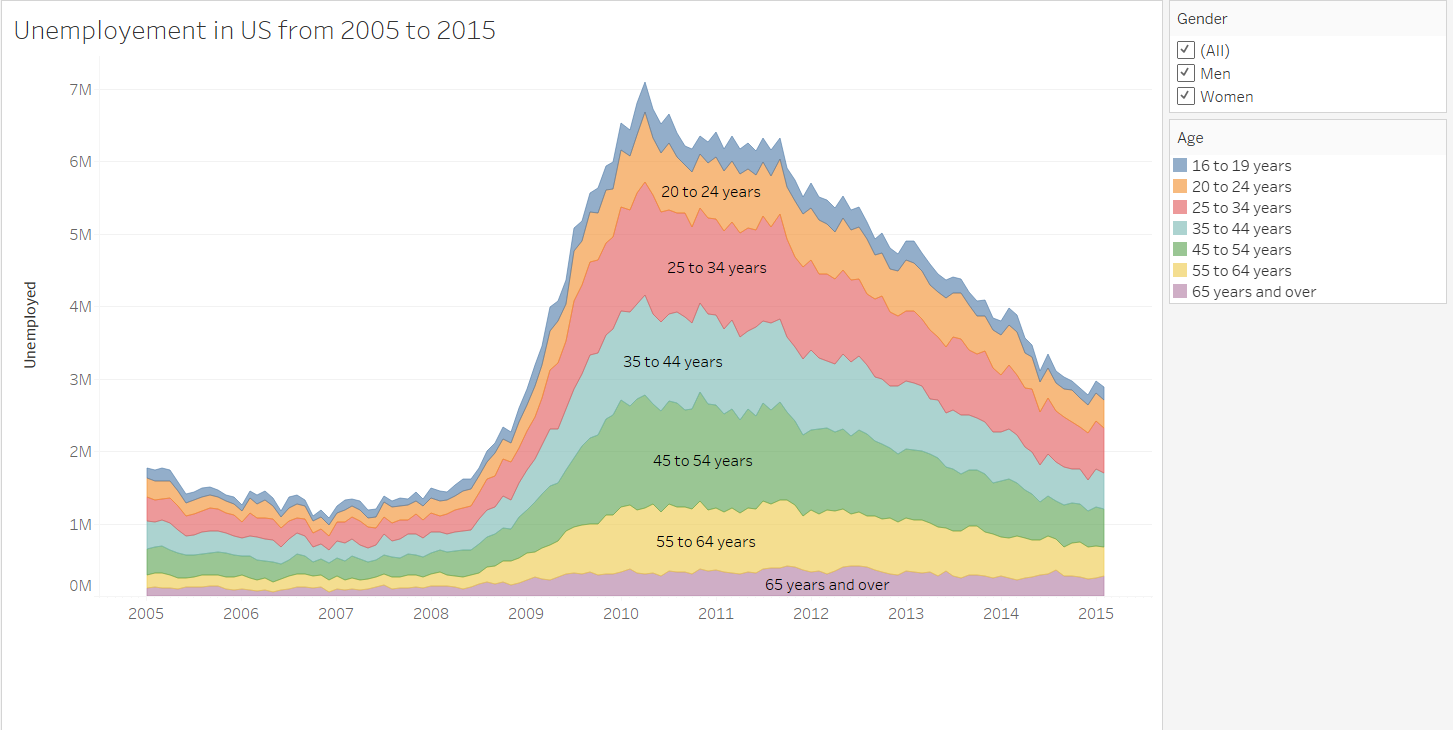 Unemployement in US from 2005 to 2015
7M
6M
5M
4M
3M
2M
1M
0M
Unemployed
20 to 24 years
25 to 34 years
35 to 44 years
45 to 54 years
55 to 64 years
65 years and over
2005 2006 2007 2008 2009 2010 2011 2012 2013 2014 2015
Gender
(All)
Men
Women
Age
16 to 19 years
20 to 24 years
25 to 34 years
35 to 44 years
45 to 54 years
55 to 64 years
65 years and over